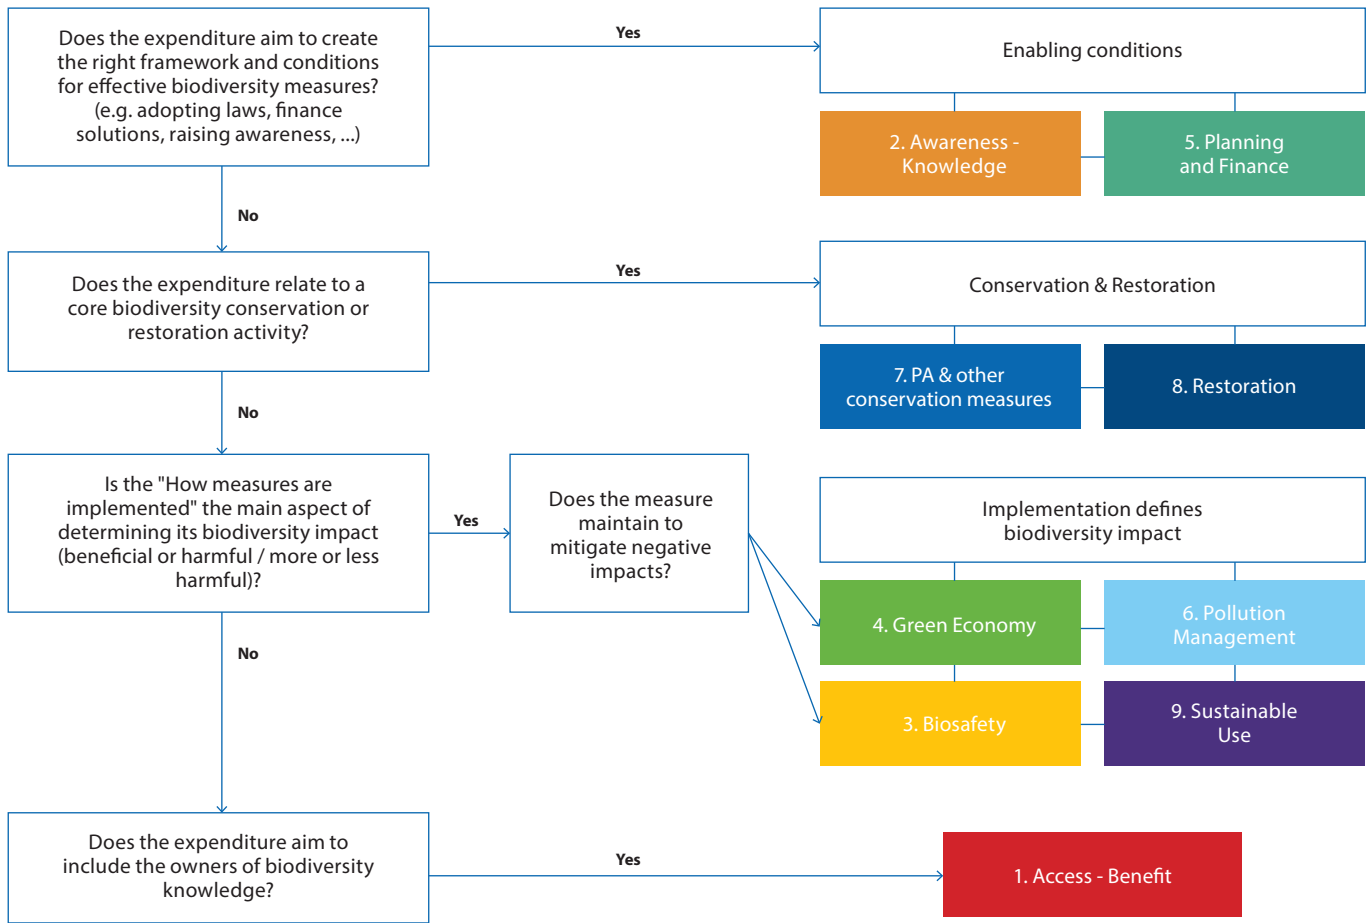 Does the expenditure aim to create
the right framework and conditions
for effective biodiversity measures?
(e.g. adopting laws, finance
solutions, raising awareness, ...)
Yes
Enabling conditions
2. Awareness -
Knowledge
5. Planning
and Finance
No
Does the expenditure relate to a
core biodiversity conservation or
restoration activity?
Yes
Conservation & Restoration
7. PA & other
conservation measures
8. Restoration
No
Is the "How measures are
implemented" the main aspect of
determining its biodiversity impact
(beneficial or harmful / more or less
harmful)?
Yes
Does the measure
maintain to
mitigate negative
impacts?
Implementation defines
biodiversity impact
4. Green Economy
6. Pollution
Management
3. Biosafety
9. Sustainable
Use
No
Does the expenditure aim to
include the owners of biodiversity
knowledge?
Yes
1. Access - Benefit